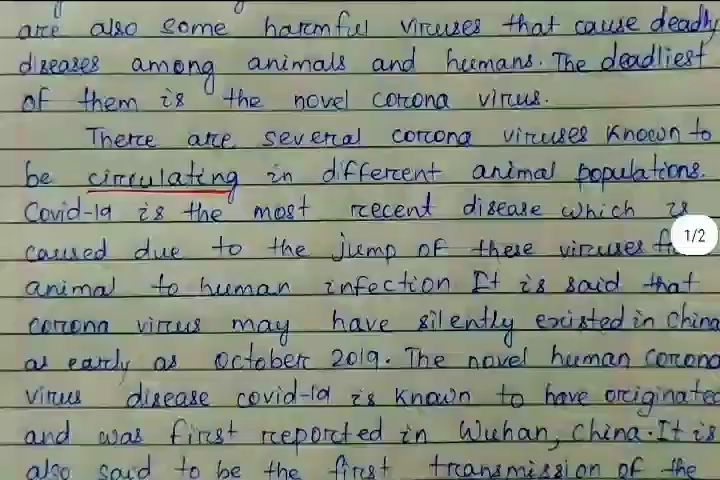 are also some harmful viruses that cause deadly
diseases among animals and humans. The deadliest
of them is the novel corona virus.
There are several corona viruses known to
be circulating in different animal populations.
Covid-19 is the most recent disease which is
caused due to the jump of these viruses
animal to human infection It is said that
corona virus may have silently existed in China
as early as October 2019. The novel human corona
virus disease covid-19 is known to have originated
and was first reported in Wuhan, China. It is
also said to be the first transmission of the
1/2